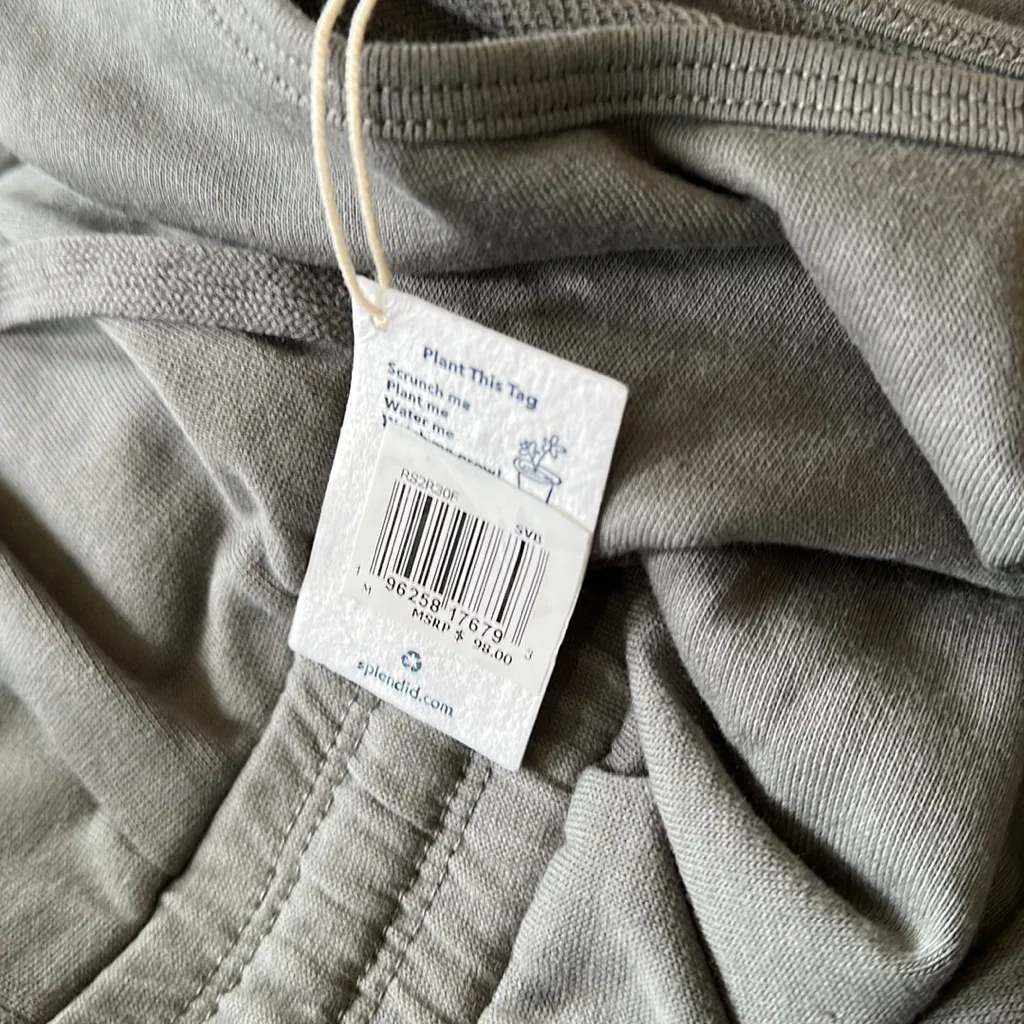 Plant This Tag
Scrunch me
Plant me
Water me
RS2R30F
SVB
1 96258 17679 3
M
MSRP $ 98.00
splendid.com